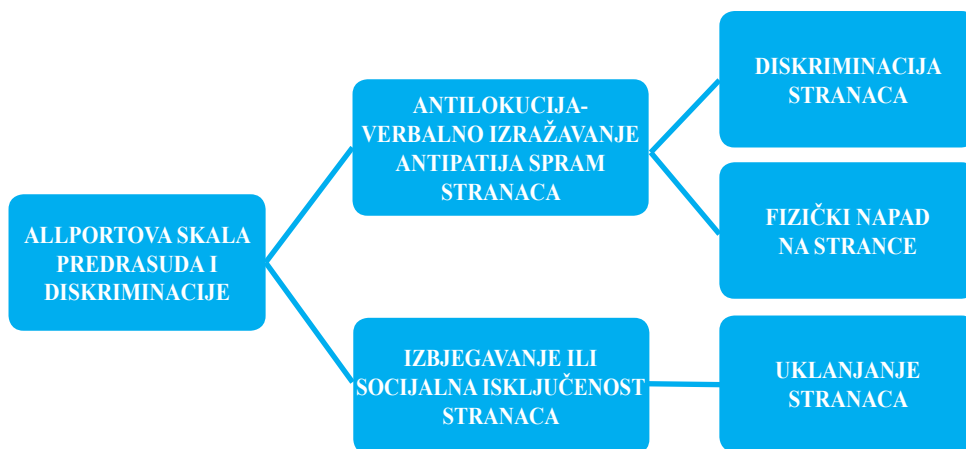 ALLPORTOVA SKALA
PREDRASUDA I
DISKRIMINACIJE
ANTILOKUCIJA-
VERBALNO IZRAŽAVANJE
ANTIPATIJA SPRAM
STRANACA
DISKRIMINACIJA
STRANACA
FIZIČKI NAPAD
NA STRANCE
IZBJEGAVANJE ILI
SOCIJALNA ISKLJUČENOST
STRANACA
UKLANJANJE
STRANACA